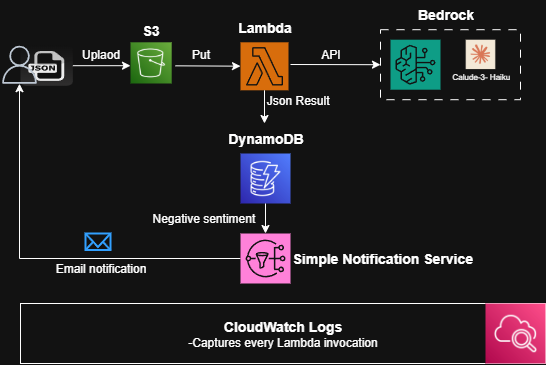 Bedrock
S3
Lambda
Uplaod
Put
API
JSON
Calude-3- Haiku
Json Result
DynamoDB
Negative sentiment
Simple Notification Service
Email notification
CloudWatch Logs
-Captures every Lambda invocation